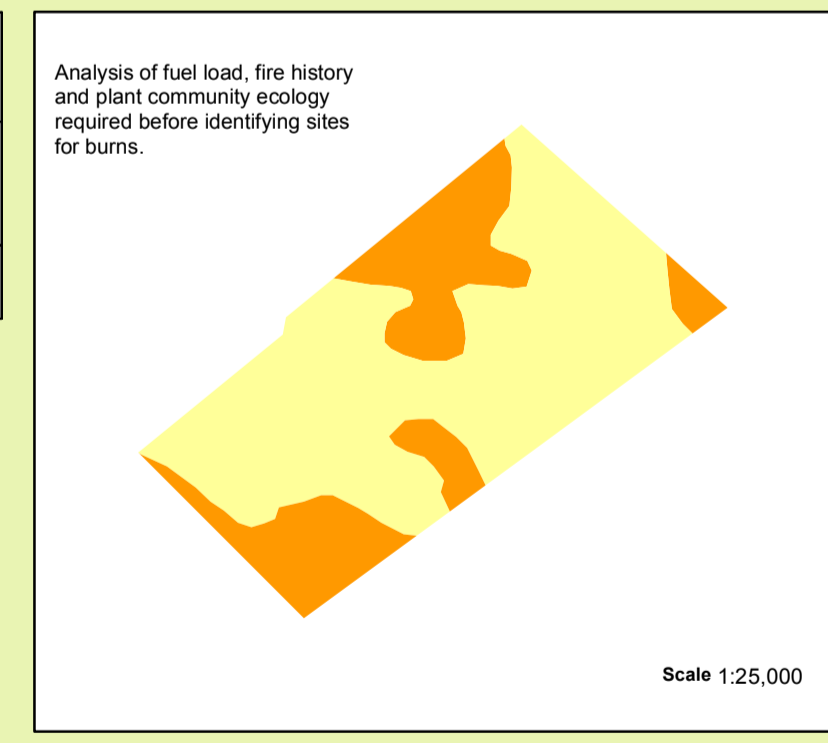 Analysis of fuel load, fire history
and plant community ecology
required before identifying sites
for burns.
Scale 1:25,000